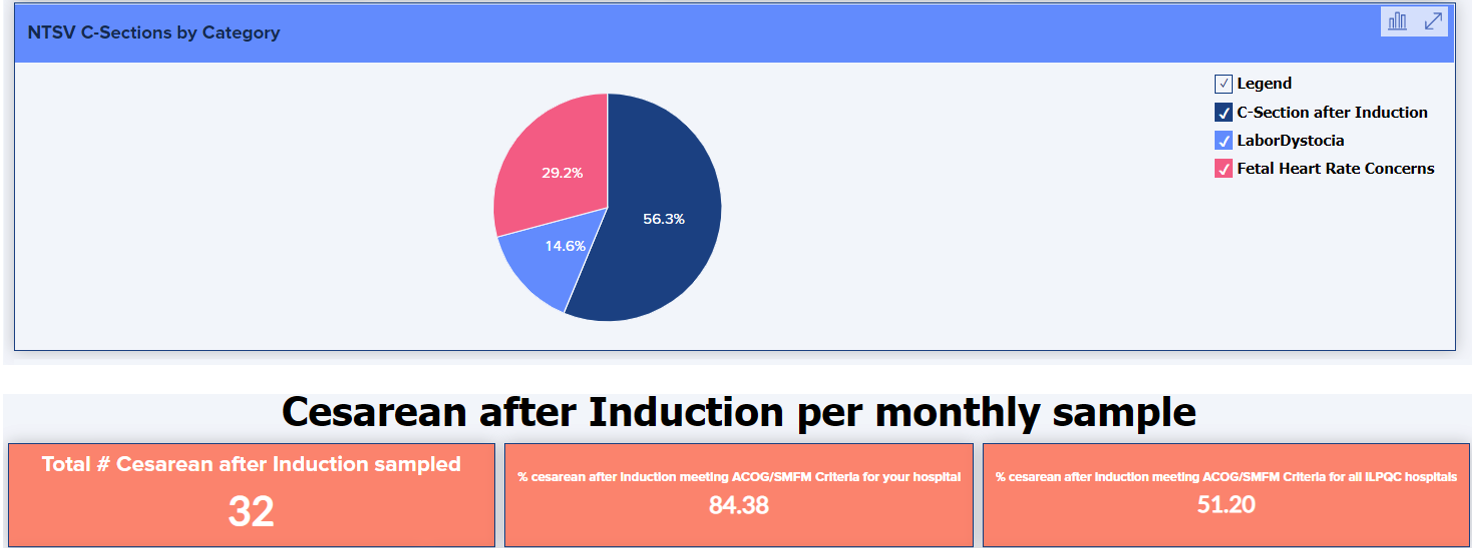 NTSV C-Sections by Category
Legend
C-Section after Induction
LaborDystocia
Fetal Heart Rate Concerns
29.2%
56.3%
14.6%
Cesarean after Induction per monthly sample
Total # Cesarean after Induction sampled
32
% cesarean after Induction meeting ACOG/SMFM Criteria for your hospital
84.38
% cesarean after Induction meeting ACOG/SMFM Criteria for all ILPQC hospitals
51.20